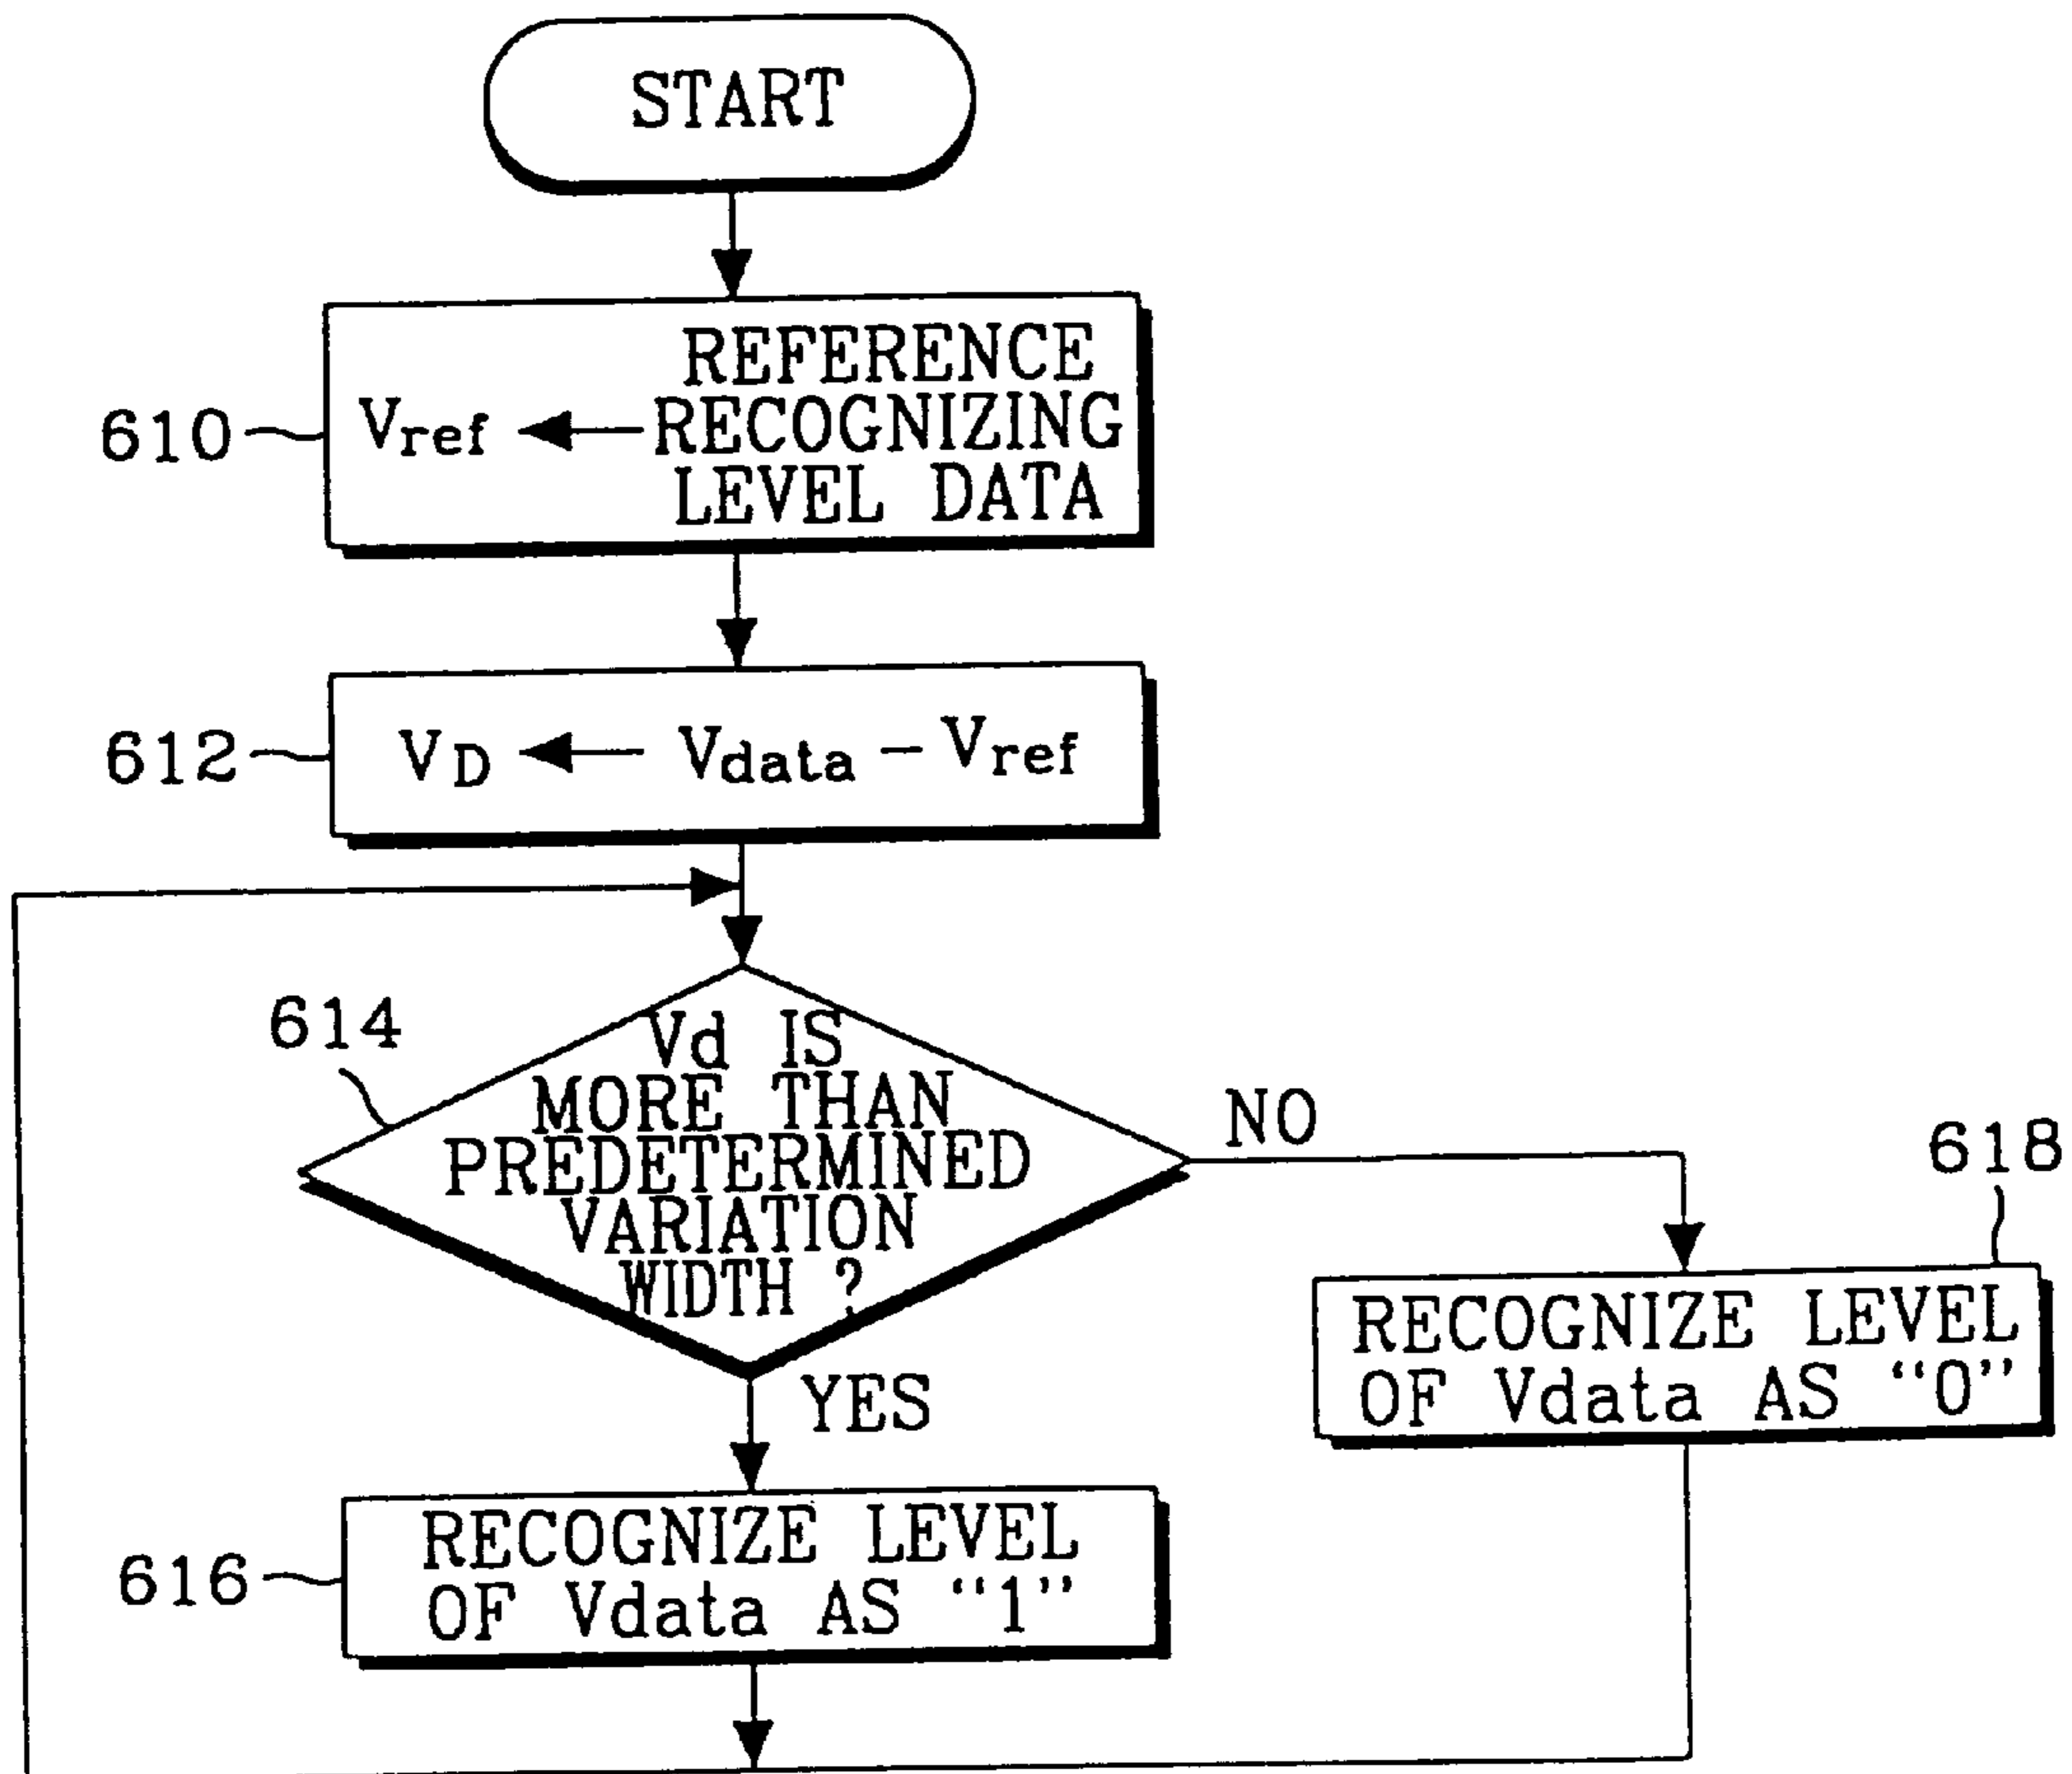 START
REFERENCE
RECOGNIZING
LEVEL DATA
610
Vref ←
612
VD ← Vdata – Vref
614
Vd IS
MORE THAN
PREDETERMINED
VARIATION
WIDTH ?
NO
618
RECOGNIZE LEVEL
OF Vdata AS “0”
YES
616
RECOGNIZE LEVEL
OF Vdata AS “1”